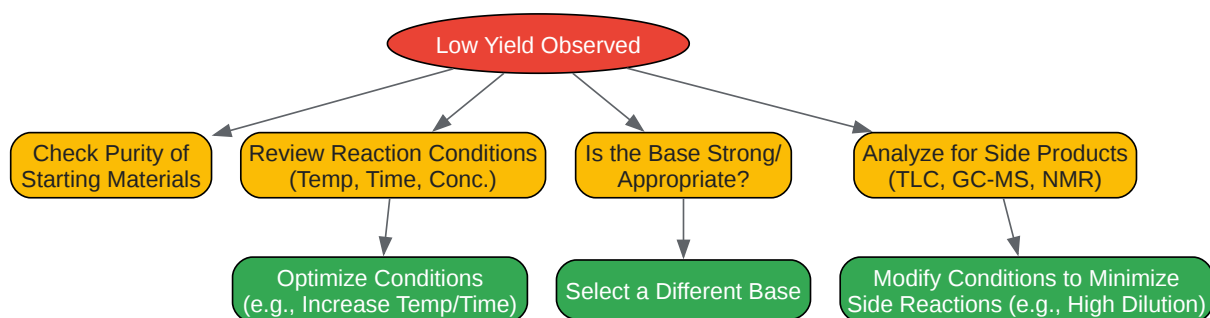 Low Yield Observed
Check Purity of
Starting Materials
Review Reaction Conditions
(Temp, Time, Conc.)
Is the Base Strong/
Appropriate?
Analyze for Side Products
(TLC, GC-MS, NMR)
Optimize Conditions
(e.g., Increase Temp/Time)
Select a Different Base
Modify Conditions to Minimize
Side Reactions (e.g., High Dilution)